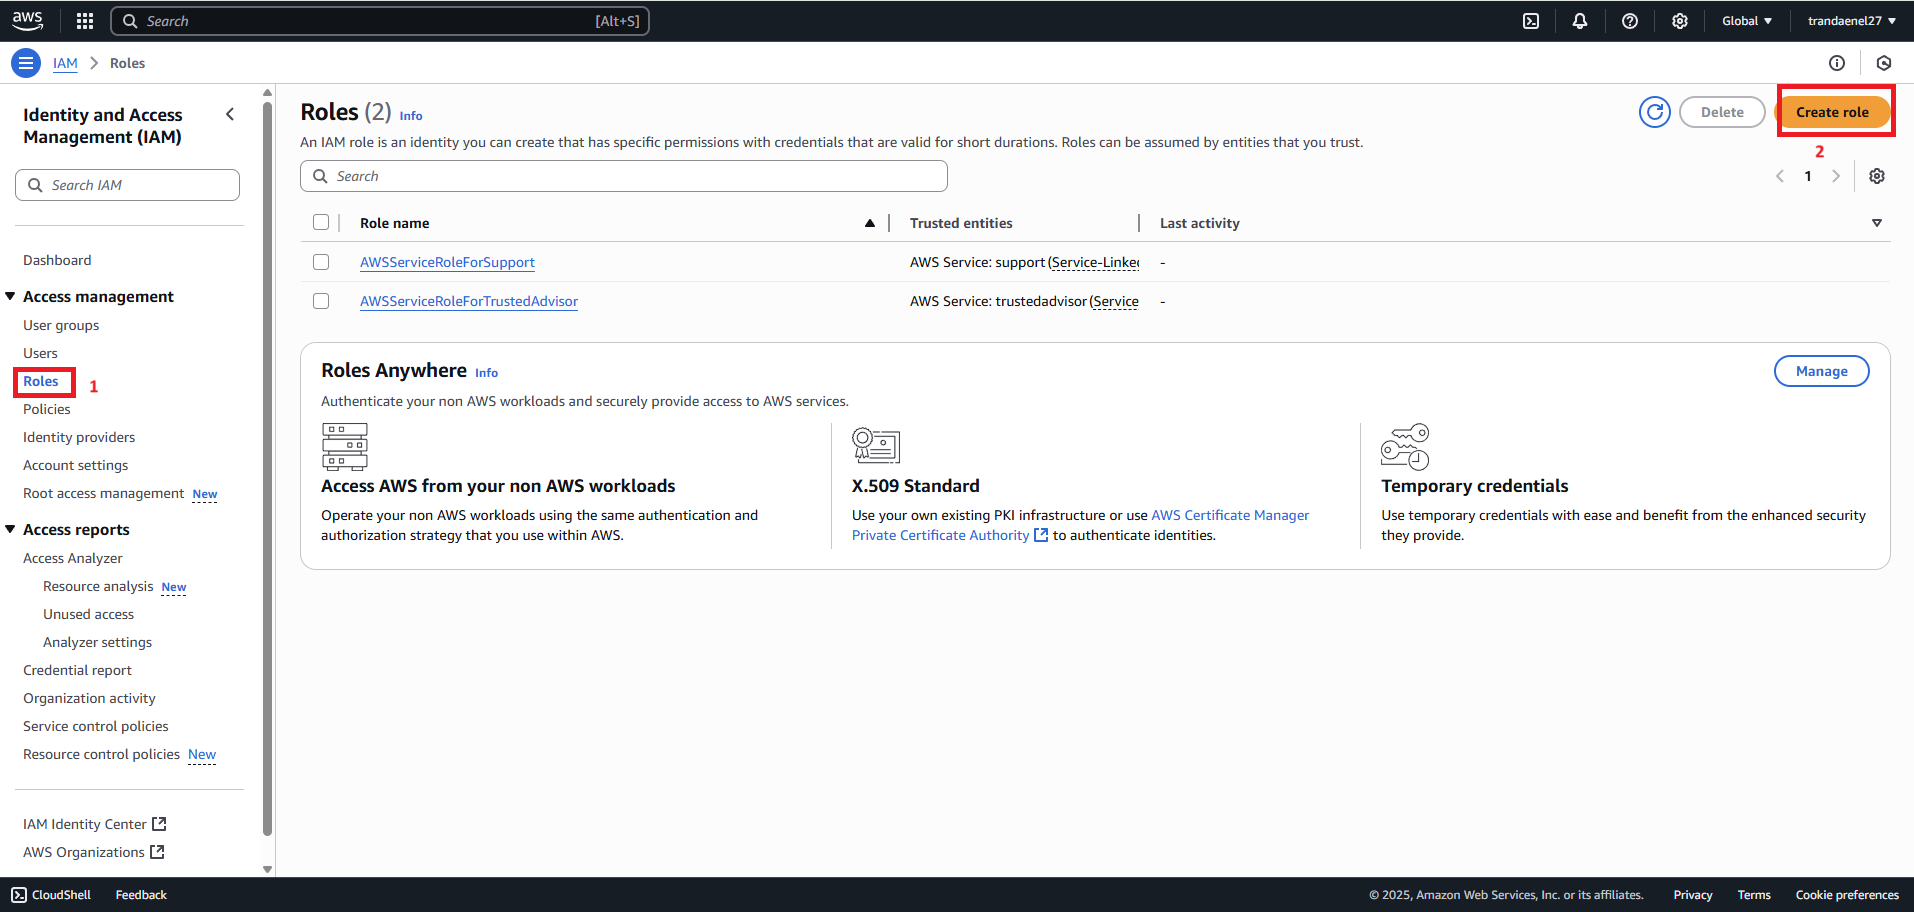 aws
Search [Alt+S]
Global
trandaenel27
IAM > Roles
Identity and Access
Management (IAM)
Search IAM
Dashboard
Access management
User groups
Users
Roles 1
Policies
Identity providers
Account settings
Root access management New
Access reports
Access Analyzer
Resource analysis New
Unused access
Analyzer settings
Credential report
Organization activity
Service control policies
Resource control policies New
IAM Identity Center
AWS Organizations
Roles (2) Info
Delete
Create role
2
An IAM role is an identity you can create that has specific permissions with credentials that are valid for short durations. Roles can be assumed by entities that you trust.
Search
1
Role name Trusted entities Last activity
AWSServiceRoleForSupport AWS Service: support (Service-Linked -
AWSServiceRoleForTrustedAdvisor AWS Service: trustedadvisor (Service -
Roles Anywhere Info
Manage
Authenticate your non AWS workloads and securely provide access to AWS services.
Access AWS from your non AWS workloads
Operate your non AWS workloads using the same authentication and
authorization strategy that you use within AWS.
X.509 Standard
Use your own existing PKI infrastructure or use AWS Certificate Manager
Private Certificate Authority to authenticate identities.
Temporary credentials
Use temporary credentials with ease and benefit from the enhanced security
they provide.
CloudShell Feedback
© 2025, Amazon Web Services, Inc. or its affiliates. Privacy Terms Cookie preferences